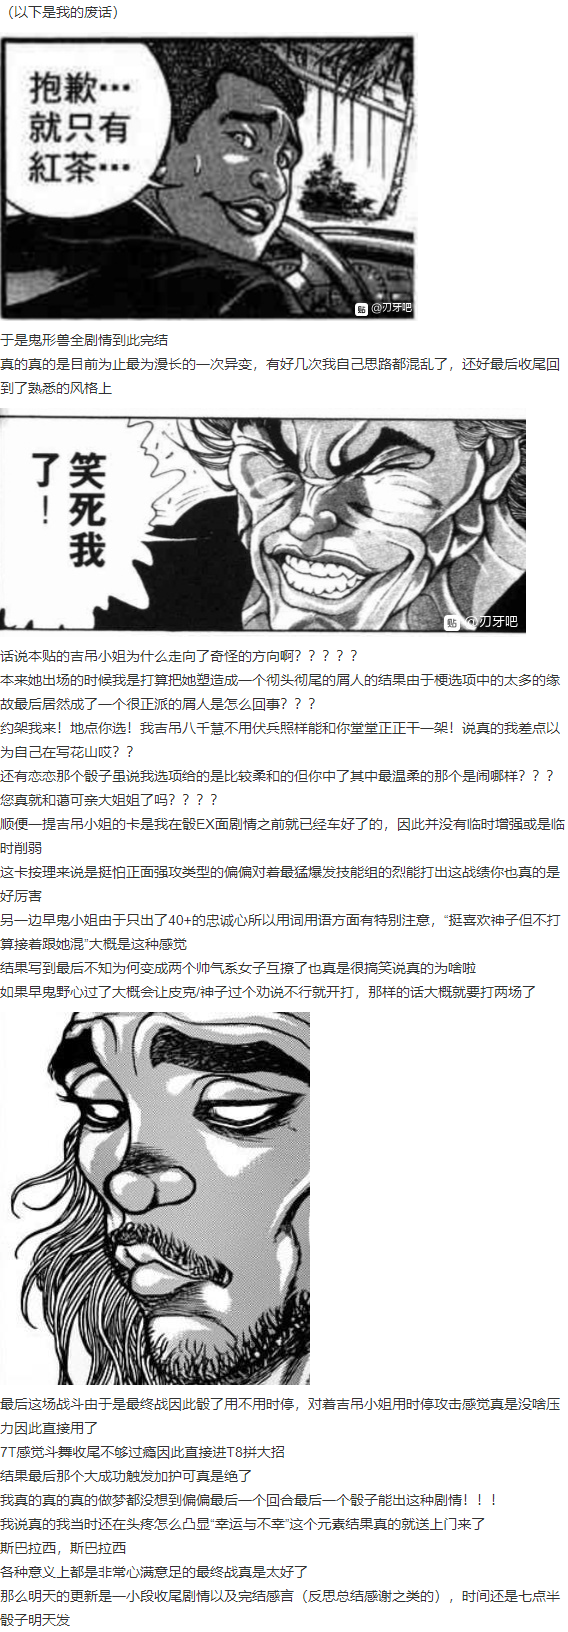 （以下是我的废话）
抱歉…
就只有
紅茶…
贴 @刃牙吧
于是鬼形兽全剧情到此完结
真的真的是目前为止最为漫长的一次异变，有好几次我自己思路都混乱了，还好最后收尾回
到了熟悉的风格上
笑死我
了！
贴 @刃牙吧
话说本贴的吉吊小姐为什么走向了奇怪的方向啊？？？？？
本来她出场的时候我是打算把她塑造成一个彻头彻尾的屑人的结果由于梗选项中的太多的缘
故最后居然成了一个很正派的屑人是怎么回事？？？
约架我来！地点你选！我吉吊八千慧不用伏兵照样能和你堂堂正正干一架！说真的我差点以
为自己在写花山哎？？
还有恋恋那个骰子虽说我选项给的是比较柔和的但你中了其中最温柔的那个是闹哪样？？？
您真就和蔼可亲大姐姐了吗？？？？
顺便一提吉吊小姐的卡是我在骰EX面剧情之前就已经车好了的，因此并没有临时增强或是临
时削弱
这卡按理来说是挺怕正面强攻类型的偏偏对着最猛爆发技能组的烈能打出这战绩你也真的是
好厉害
另一边早鬼小姐由于只出了40+的忠诚心所以用词用语方面有特别注意，“挺喜欢神子但不打
算接着跟她混”大概是这种感觉
结果写到最后不知为何变成两个帅气系女子互撩了也真是很搞笑说真的为啥啦
如果早鬼野心过了大概会让皮克/神子过个劝说不行就开打，那样的话大概就要打两场了
最后这场战斗由于是最终战因此骰了用不用时停，对着吉吊小姐用时停攻击感觉真是没啥压
力因此直接用了
7T感觉斗舞收尾不够过瘾因此直接进T8拼大招
结果最后那个大成功触发加护可真是绝了
我真的真的真的做梦都没想到偏偏最后一个回合最后一个骰子能出这种剧情！！！
我说真的我当时还在头疼怎么凸显“幸运与不幸”这个元素结果真的就送上门来了
斯巴拉西，斯巴拉西
各种意义上都是非常心满意足的最终战真是太好了
那么明天的更新是一小段收尾剧情以及完结感言（反思总结感谢之类的），时间还是七点半
骰子明天发